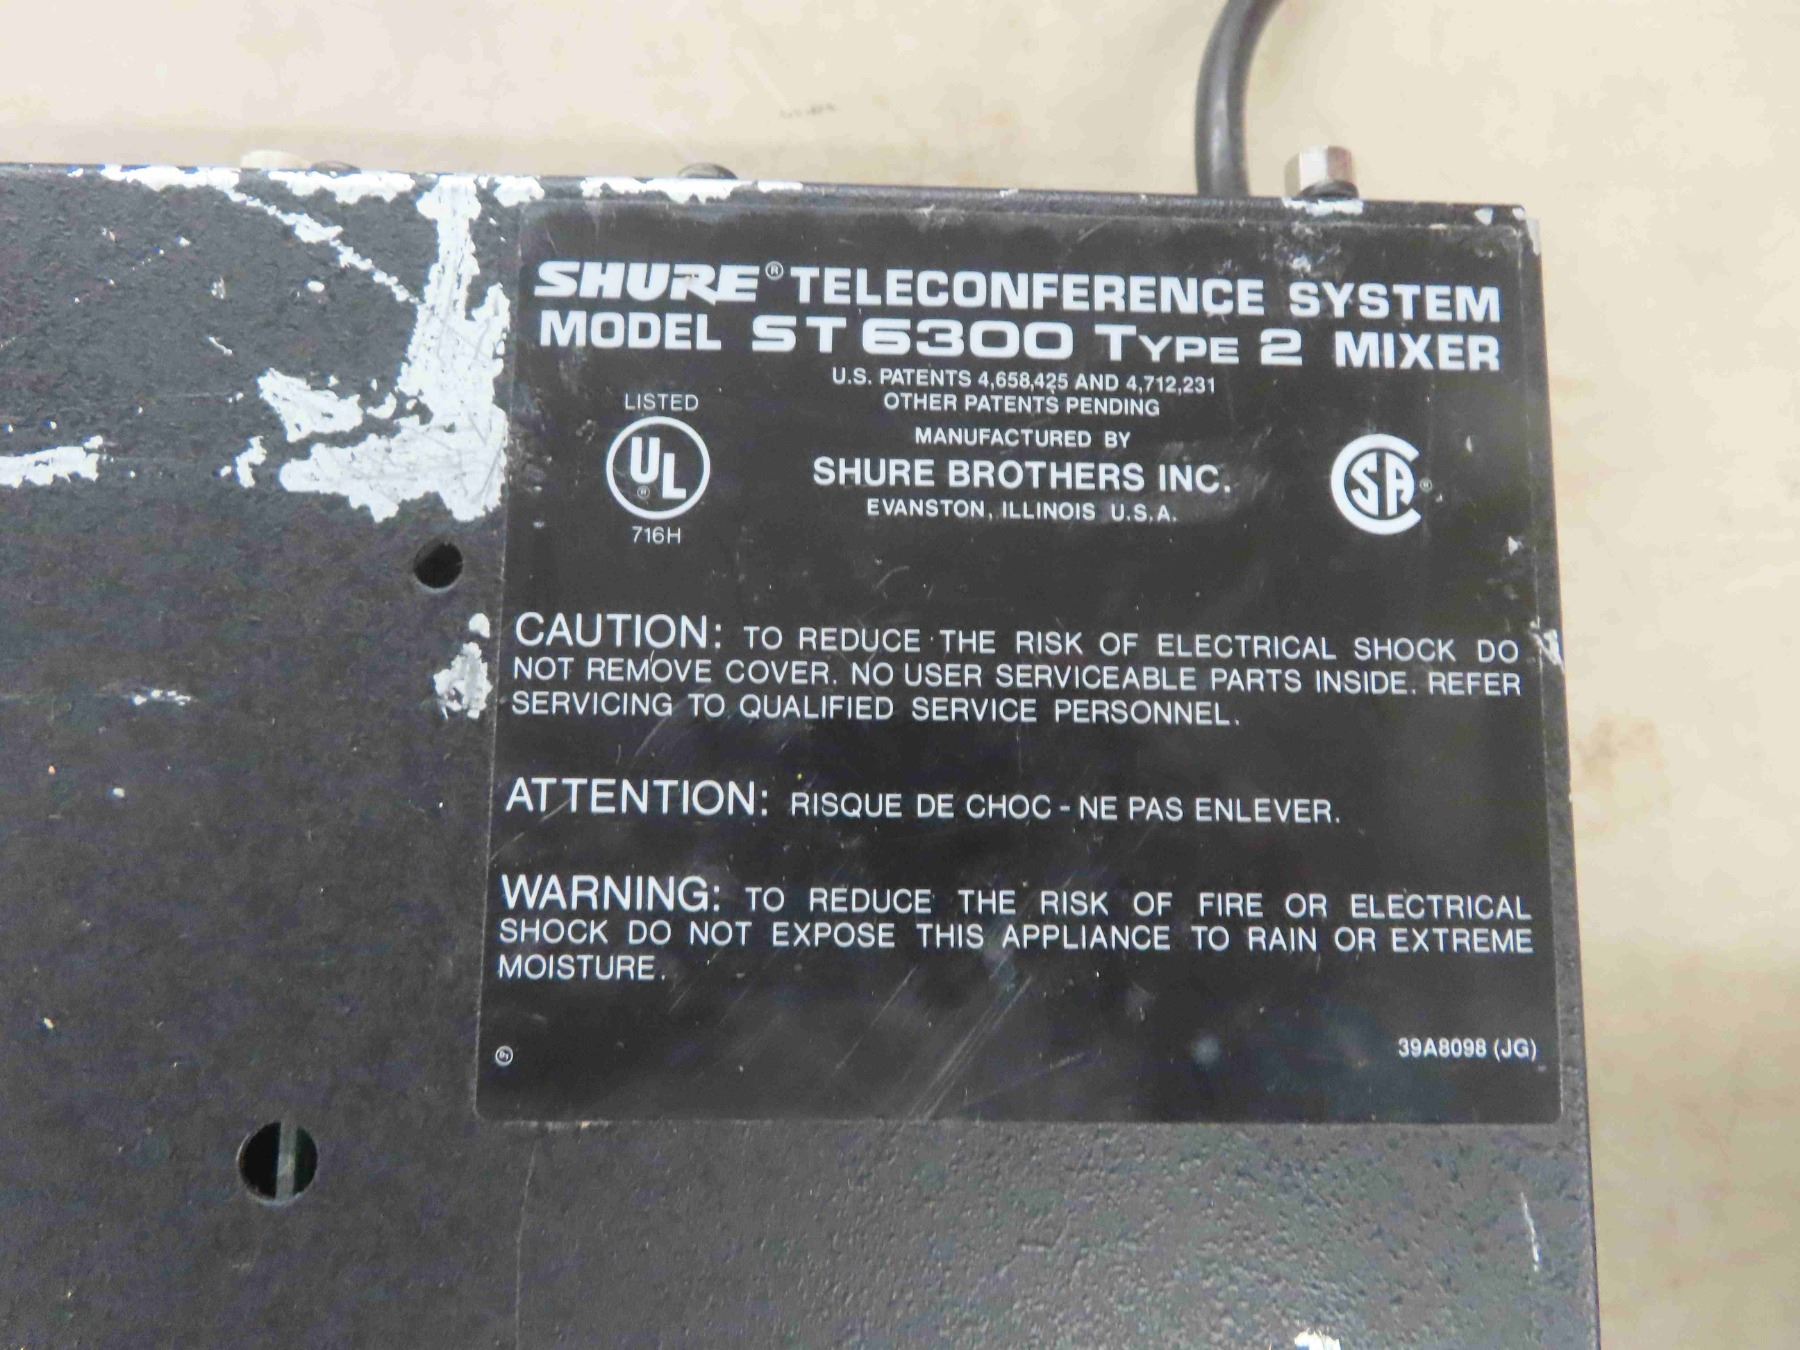 SHURE® TELECONFERENCE SYSTEM
MODEL ST6300 TYPE 2 MIXER
U.S. PATENTS 4,658,425 AND 4,712,231
OTHER PATENTS PENDING
MANUFACTURED BY
SHURE BROTHERS INC.
EVANSTON, ILLINOIS U.S.A.
LISTED
UL ®
716H
SA ®
CAUTION: TO REDUCE THE RISK OF ELECTRICAL SHOCK DO
NOT REMOVE COVER. NO USER SERVICEABLE PARTS INSIDE. REFER
SERVICING TO QUALIFIED SERVICE PERSONNEL.
ATTENTION: RISQUE DE CHOC - NE PAS ENLEVER.
WARNING: TO REDUCE THE RISK OF FIRE OR ELECTRICAL
SHOCK DO NOT EXPOSE THIS APPLIANCE TO RAIN OR EXTREME
MOISTURE.
39A8098 (JG)